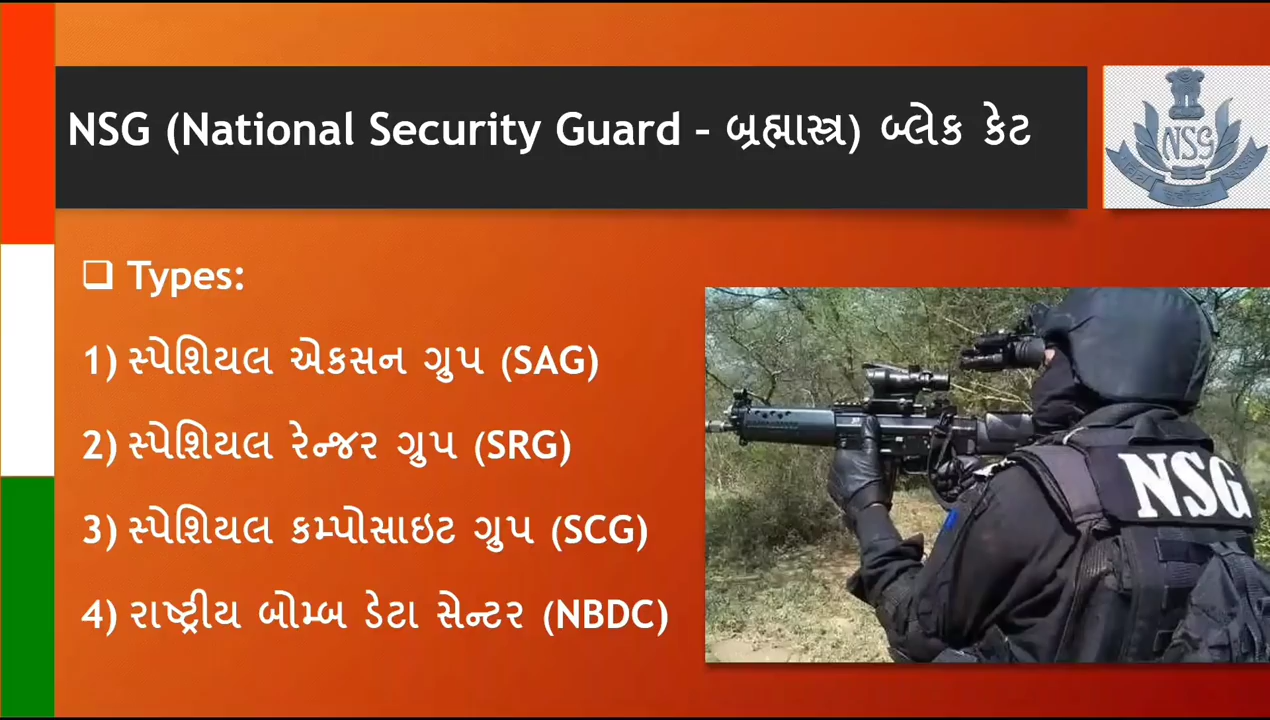 NSG (National Security Guard – બ્રહ્માસ્ત્ર) બ્લેક કેટ
NSG
❑ Types:
1) સ્પેશિયલ એકસન ગ્રુપ (SAG)
2) સ્પેશિયલ રેન્જર ગ્રુપ (SRG)
3) સ્પેશિયલ કમ્પોસાઇટ ગ્રુપ (SCG)
4) રાષ્ટ્રીય બોમ્બ ડેટા સેન્ટર (NBDC)
NSG